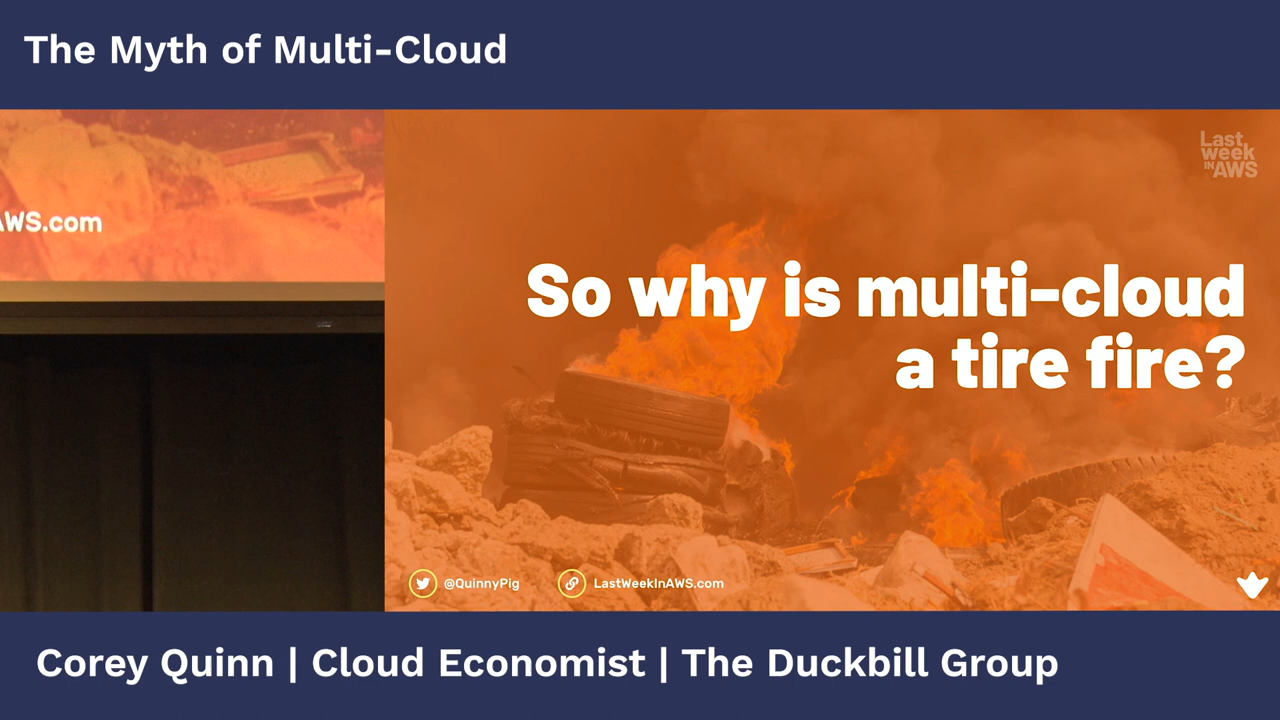 The Myth of Multi-Cloud
AWS.com
Last
week
IN AWS
So why is multi-cloud
a tire fire?
@QuinnyPig
LastWeekInAWS.com
Corey Quinn | Cloud Economist | The Duckbill Group